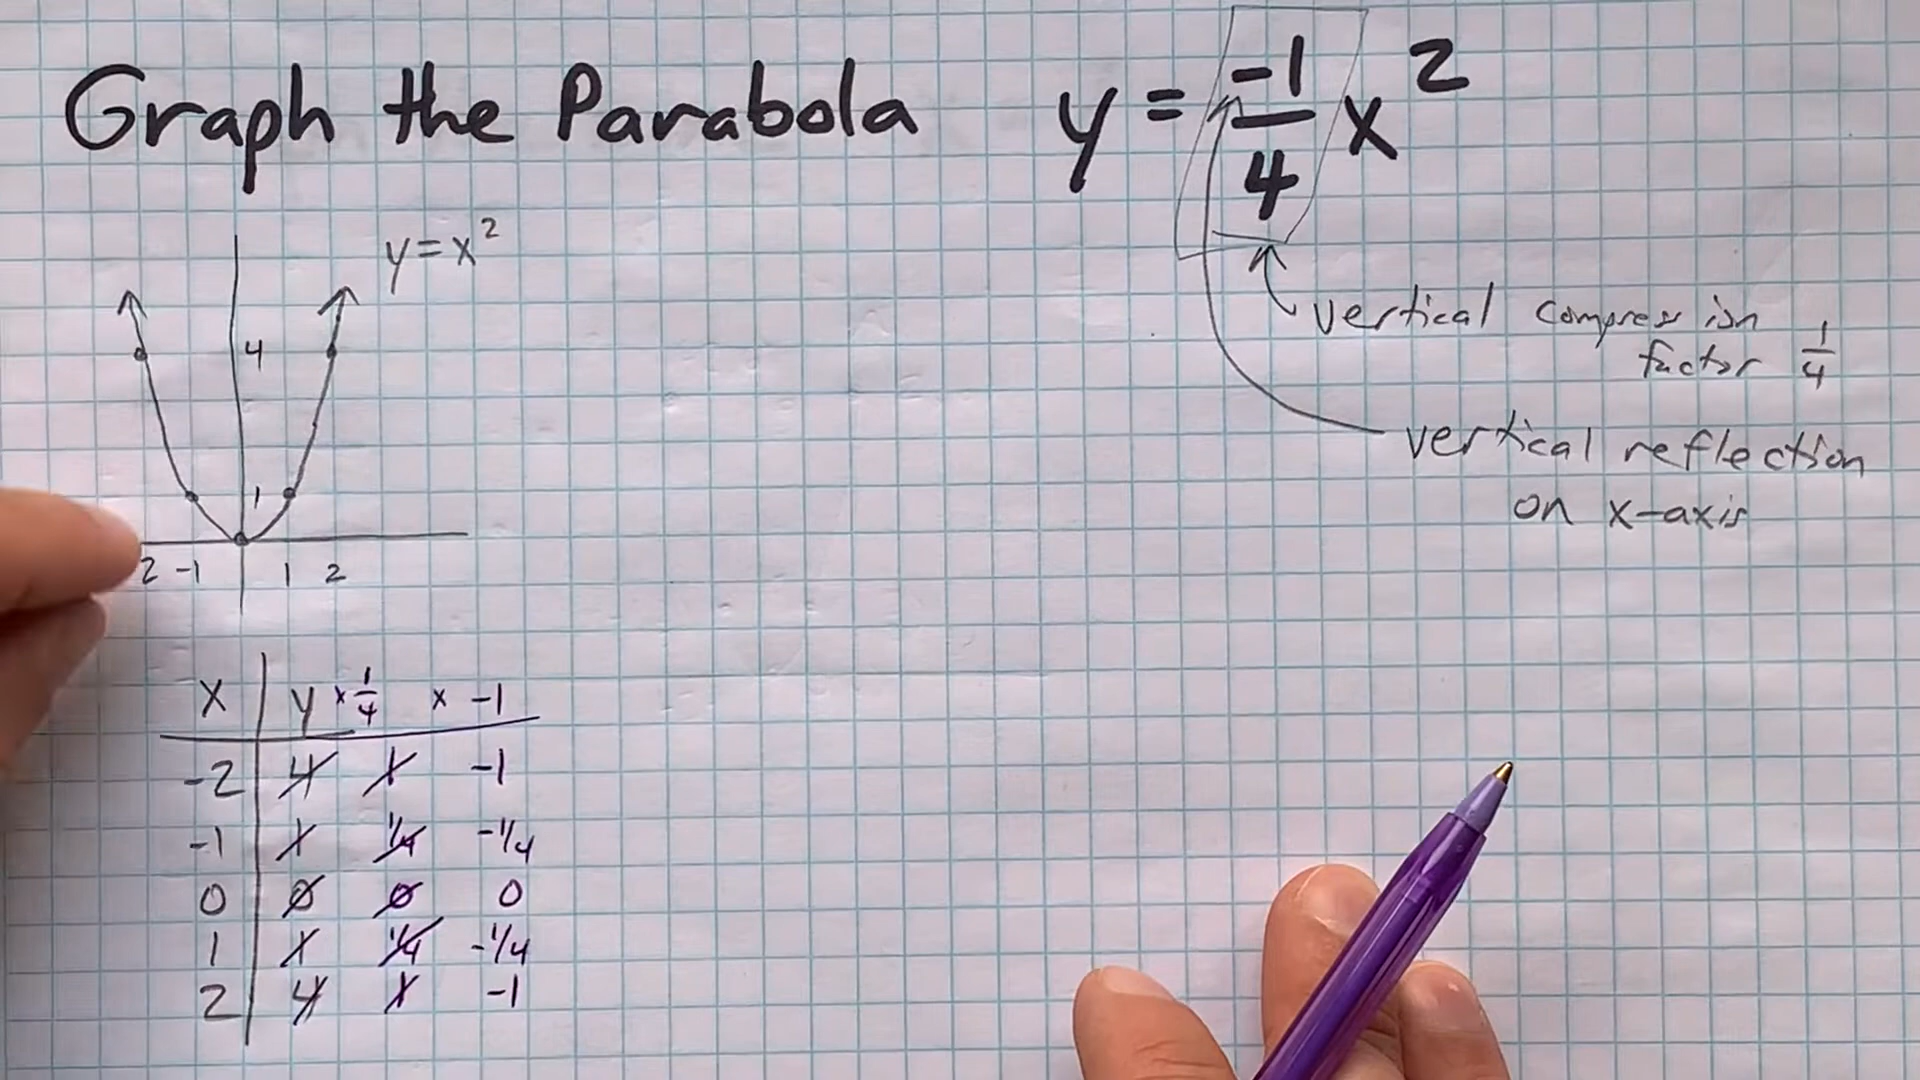 Graph the Parabola y = -1/4 x²
y = x²
4
1
2 -1 1 2
vertical compression
factor 1/4
vertical reflection
on x-axis
x | y × 1/4 × -1
-2 | 4 1 -1
-1 | 1 1/4 -1/4
0 | 0 0 0
1 | 1 1/4 -1/4
2 | 4 1 -1